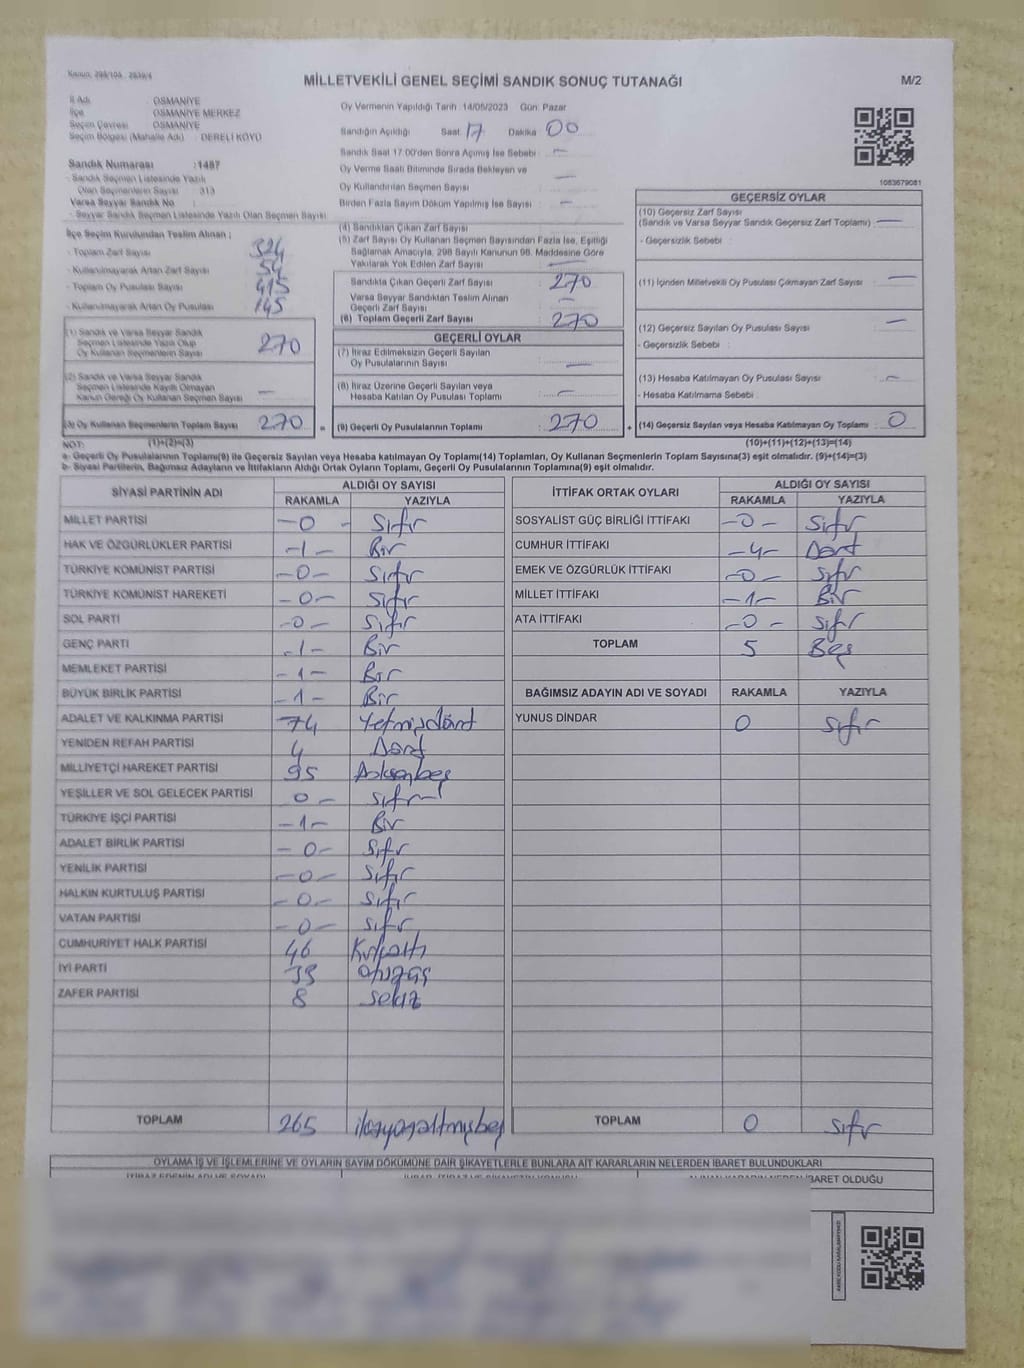 Kanun: 298/105 2839/4
MİLLETVEKİLİ GENEL SEÇİMİ SANDIK SONUÇ TUTANAĞI
M/2
İl Adı : OSMANİYE
İlçe : OSMANİYE MERKEZ
Seçim Çevresi : OSMANİYE
Seçim Bölgesi (Mahalle Adı) : DERELİ KÖYÜ
Oy Vermenin Yapıldığı Tarih : 14/05/2023 Gün: Pazar
Sandığın Açıldığı Saat 17 Dakika 00
Sandık Saat 17:00'den Sonra Açılmış İse Sebebi : —
Oy Verme Saati Bitiminde Sırada Bekleyen ve
Oy Kullandırılan Seçmen Sayısı —
Birden Fazla Sayım Döküm Yapılmış İse Sayısı —
Sandık Numarası : 1487
- Sandık Seçmen Listesinde Yazılı
Olan Seçmenlerin Sayısı : 313
Varsa Seyyar Sandık No :
- Seyyar Sandık Seçmen Listesinde Yazılı Olan Seçmen Sayısı
1083679081
İlçe Seçim Kurulundan Teslim Alınan :
- Toplam Zarf Sayısı 324
- Kullanılmayarak Artan Zarf Sayısı 54
- Toplam Oy Pusulası Sayısı 415
- Kullanılmayarak Artan Oy Pusulası 145
(1) Sandık ve Varsa Seyyar Sandık
Seçmen Listesinde Yazılı Olup
Oy Kullanan Seçmenlerin Sayısı 270
(2) Sandık ve Varsa Seyyar Sandık
Seçmen Listesinde Kayıtlı Olmayan
Kanun Gereği Oy Kullanan Seçmen Sayısı —
(3) Oy Kullanan Seçmenlerin Toplam Sayısı 270
(4) Sandıktan Çıkan Zarf Sayısı
(5) Zarf Sayısı Oy Kullanan Seçmen Sayısından Fazla İse, Eşitliği
Sağlamak Amacıyla, 298 Sayılı Kanunun 98. Maddesine Göre
Yakılarak Yok Edilen Zarf Sayısı —
Sandıkta Çıkan Geçerli Zarf Sayısı : 270
Varsa Seyyar Sandıktan Teslim Alınan
Geçerli Zarf Sayısı —
(6) Toplam Geçerli Zarf Sayısı : 270
GEÇERLİ OYLAR
(7) İtiraz Edilmeksizin Geçerli Sayılan
Oy Pusulalarının Sayısı —
(8) İtiraz Üzerine Geçerli Sayılan veya
Hesaba Katılan Oy Pusulası Toplamı —
= (9) Geçerli Oy Pusulalarının Toplamı : 270
GEÇERSİZ OYLAR
(10) Geçersiz Zarf Sayısı
(Sandık ve Varsa Seyyar Sandık Geçersiz Zarf Toplamı) —
- Geçersizlik Sebebi :
(11) İçinden Milletvekili Oy Pusulası Çıkmayan Zarf Sayısı —
(12) Geçersiz Sayılan Oy Pusulası Sayısı —
- Geçersizlik Sebebi :
(13) Hesaba Katılmayan Oy Pusulası Sayısı —
- Hesaba Katılmama Sebebi :
+ (14) Geçersiz Sayılan veya Hesaba Katılmayan Oy Toplamı : 0
NOT: (1)+(2)=(3) (10)+(11)+(12)+(13)=(14)
a- Geçerli Oy Pusulasının Toplamı(9) ile Geçersiz Sayılan veya Hesaba katılmayan Oy Toplamı(14) Toplamları, Oy Kullanan Seçmenlerin Toplam Sayısına(3) eşit olmalıdır. (9)+(14)=(3)
b- Siyasi Partilerin, Bağımsız Adayların ve İttifakların Aldığı Ortak Oyların Toplamı, Geçerli Oy Pusulalarının Toplamına(9) eşit olmalıdır.
SİYASİ PARTİNİN ADI ALDIĞI OY SAYISI
RAKAMLA YAZIYLA
MİLLET PARTİSİ —0 - Sıfır
HAK VE ÖZGÜRLÜKLER PARTİSİ -1- Bir
TÜRKİYE KOMÜNİST PARTİSİ -0- Sıfır
TÜRKİYE KOMÜNİST HAREKETİ -0- Sıfır
SOL PARTİ -0- Sıfır
GENÇ PARTİ -1- Bir
MEMLEKET PARTİSİ -1- Bir
BÜYÜK BİRLİK PARTİSİ -1- Bir
ADALET VE KALKINMA PARTİSİ 74 Yetmişdört
YENİDEN REFAH PARTİSİ 4 Dört
MİLLİYETÇİ HAREKET PARTİSİ 95
YEŞİLLER VE SOL GELECEK PARTİSİ 0 - Sıfır
TÜRKİYE İŞÇİ PARTİSİ -1- Bir
ADALET BİRLİK PARTİSİ -0- Sıfır
YENİLİK PARTİSİ -0- Sıfır
HALKIN KURTULUŞ PARTİSİ -0- Sıfır
VATAN PARTİSİ -0- Sıfır
CUMHURİYET HALK PARTİSİ 46 Kırkaltı
İYİ PARTİ 33 Otuzüç
ZAFER PARTİSİ 8 Sekiz
TOPLAM 265 ikiyüzaltmışbeş
İTTİFAK ORTAK OYLARI ALDIĞI OY SAYISI
RAKAMLA YAZIYLA
SOSYALİST GÜÇ BİRLİĞİ İTTİFAKI -0- Sıfır
CUMHUR İTTİFAKI -4- Dört
EMEK VE ÖZGÜRLÜK İTTİFAKI -0- Sıfır
MİLLET İTTİFAKI -1- Bir
ATA İTTİFAKI -0- Sıfır
TOPLAM 5 Beş
BAĞIMSIZ ADAYIN ADI VE SOYADI RAKAMLA YAZIYLA
YUNUS DİNDAR 0 Sıfır
TOPLAM 0 Sıfır
OYLAMA İŞ VE İŞLEMLERİNE VE OYLARIN SAYIM DÖKÜMÜNE DAİR ŞİKAYETLERLE BUNLARA AİT KARARLARIN NELERDEN İBARET BULUNDUKLARI
İBARET OLDUĞU